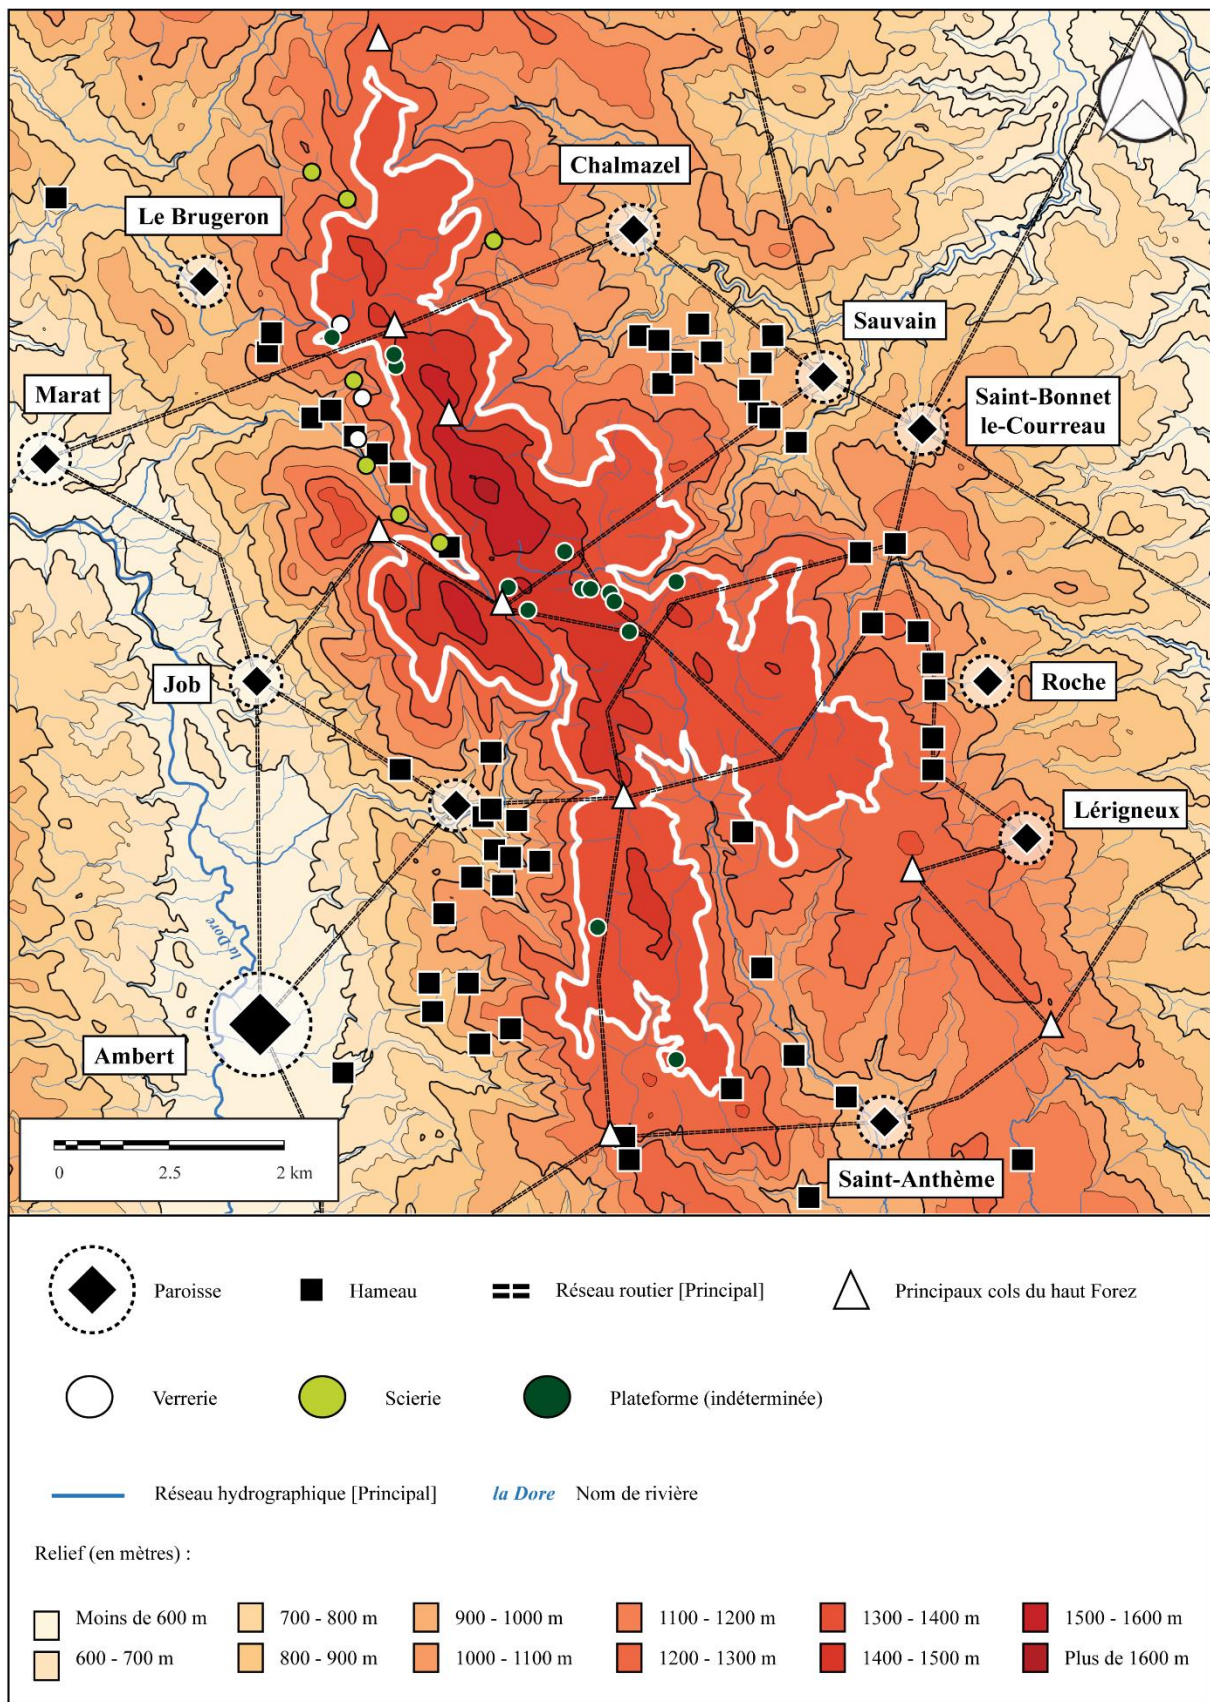 Chalmazel
Le Brugeron
Sauvain
Marat
Saint-Bonnet
le-Courreau
Job
Roche
Lérigneux
la Dore
Ambert
0 2.5 2 km
Saint-Anthème
Paroisse Hameau Réseau routier [Principal] Principaux cols du haut Forez
Verrerie Scierie Plateforme (indéterminée)
Réseau hydrographique [Principal] la Dore Nom de rivière
Relief (en mètres) :
Moins de 600 m 700 - 800 m 900 - 1000 m 1100 - 1200 m 1300 - 1400 m 1500 - 1600 m
600 - 700 m 800 - 900 m 1000 - 1100 m 1200 - 1300 m 1400 - 1500 m Plus de 1600 m